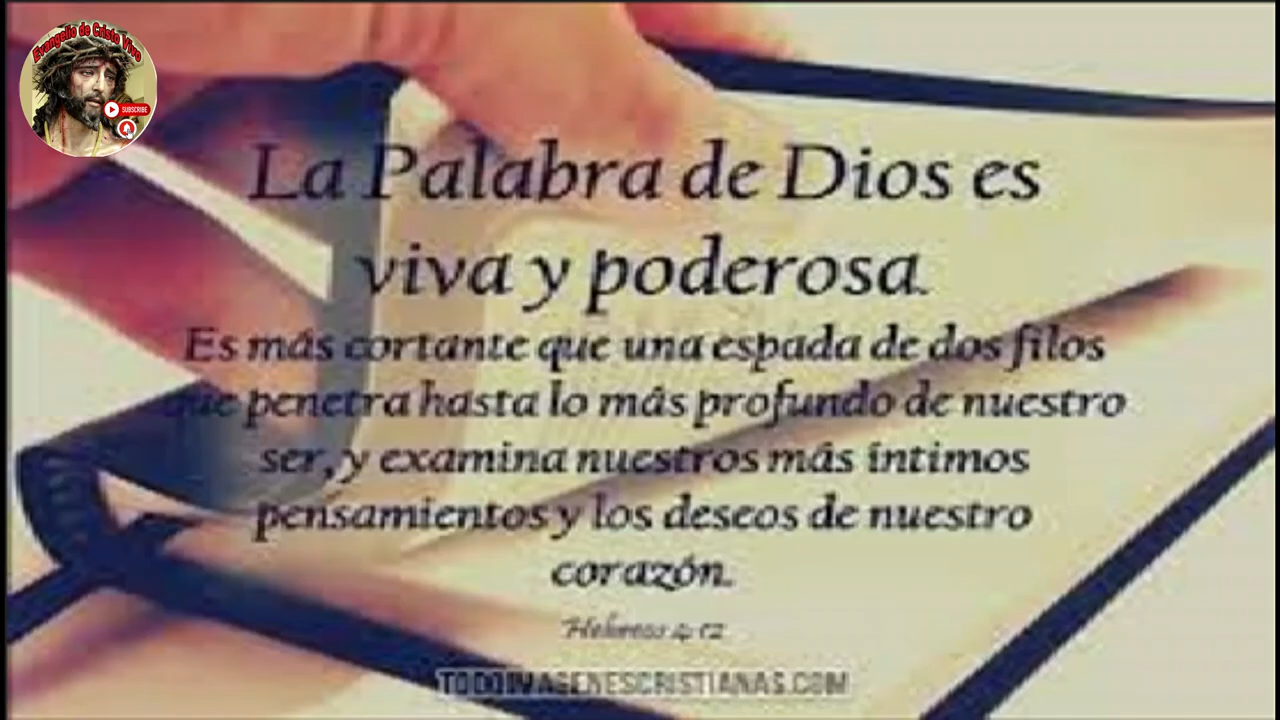 Evangelio de Cristo Vivo
SUBSCRIBE
La Palabra de Dios es
viva y poderosa.
Es más cortante que una espada de dos filos
que penetra hasta lo más profundo de nuestro
ser, y examina nuestros más íntimos
pensamientos y los deseos de nuestro
corazón.
Hebreos 4:12
TODOIMAGENESCRISTIANAS.COM